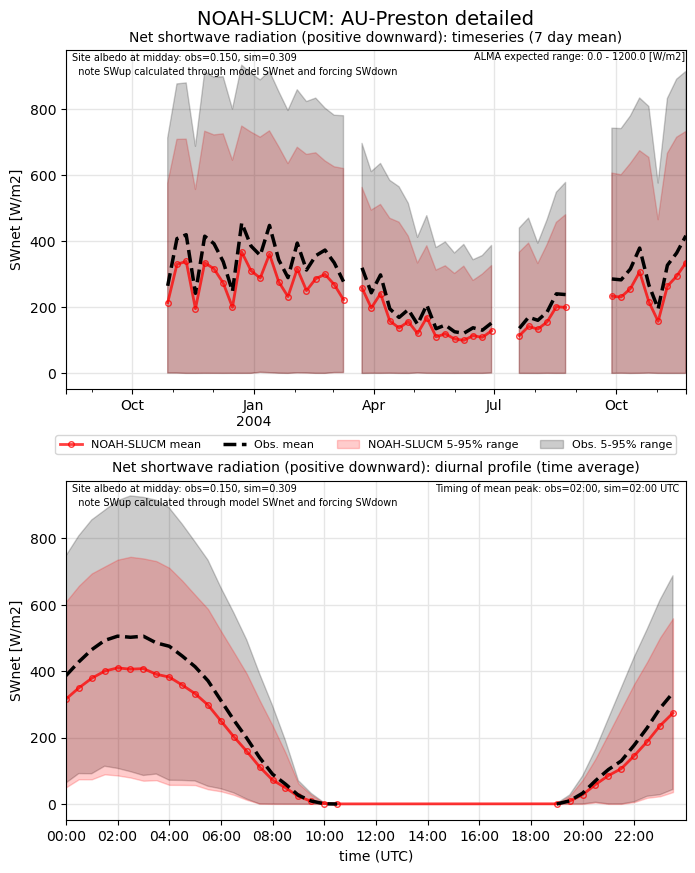 NOAH-SLUCM: AU-Preston detailed
Net shortwave radiation (positive downward): timeseries (7 day mean)
Site albedo at midday: obs=0.150, sim=0.309
ALMA expected range: 0.0 - 1200.0 [W/m2]
note SWup calculated through model SWnet and forcing SWdown
800
600
400
200
0
SWnet [W/m2]
Oct Jan Apr Jul Oct
2004
NOAH-SLUCM mean Obs. mean NOAH-SLUCM 5-95% range Obs. 5-95% range
Net shortwave radiation (positive downward): diurnal profile (time average)
Site albedo at midday: obs=0.150, sim=0.309
Timing of mean peak: obs=02:00, sim=02:00 UTC
note SWup calculated through model SWnet and forcing SWdown
800
600
400
200
0
SWnet [W/m2]
00:00 02:00 04:00 06:00 08:00 10:00 12:00 14:00 16:00 18:00 20:00 22:00
time (UTC)